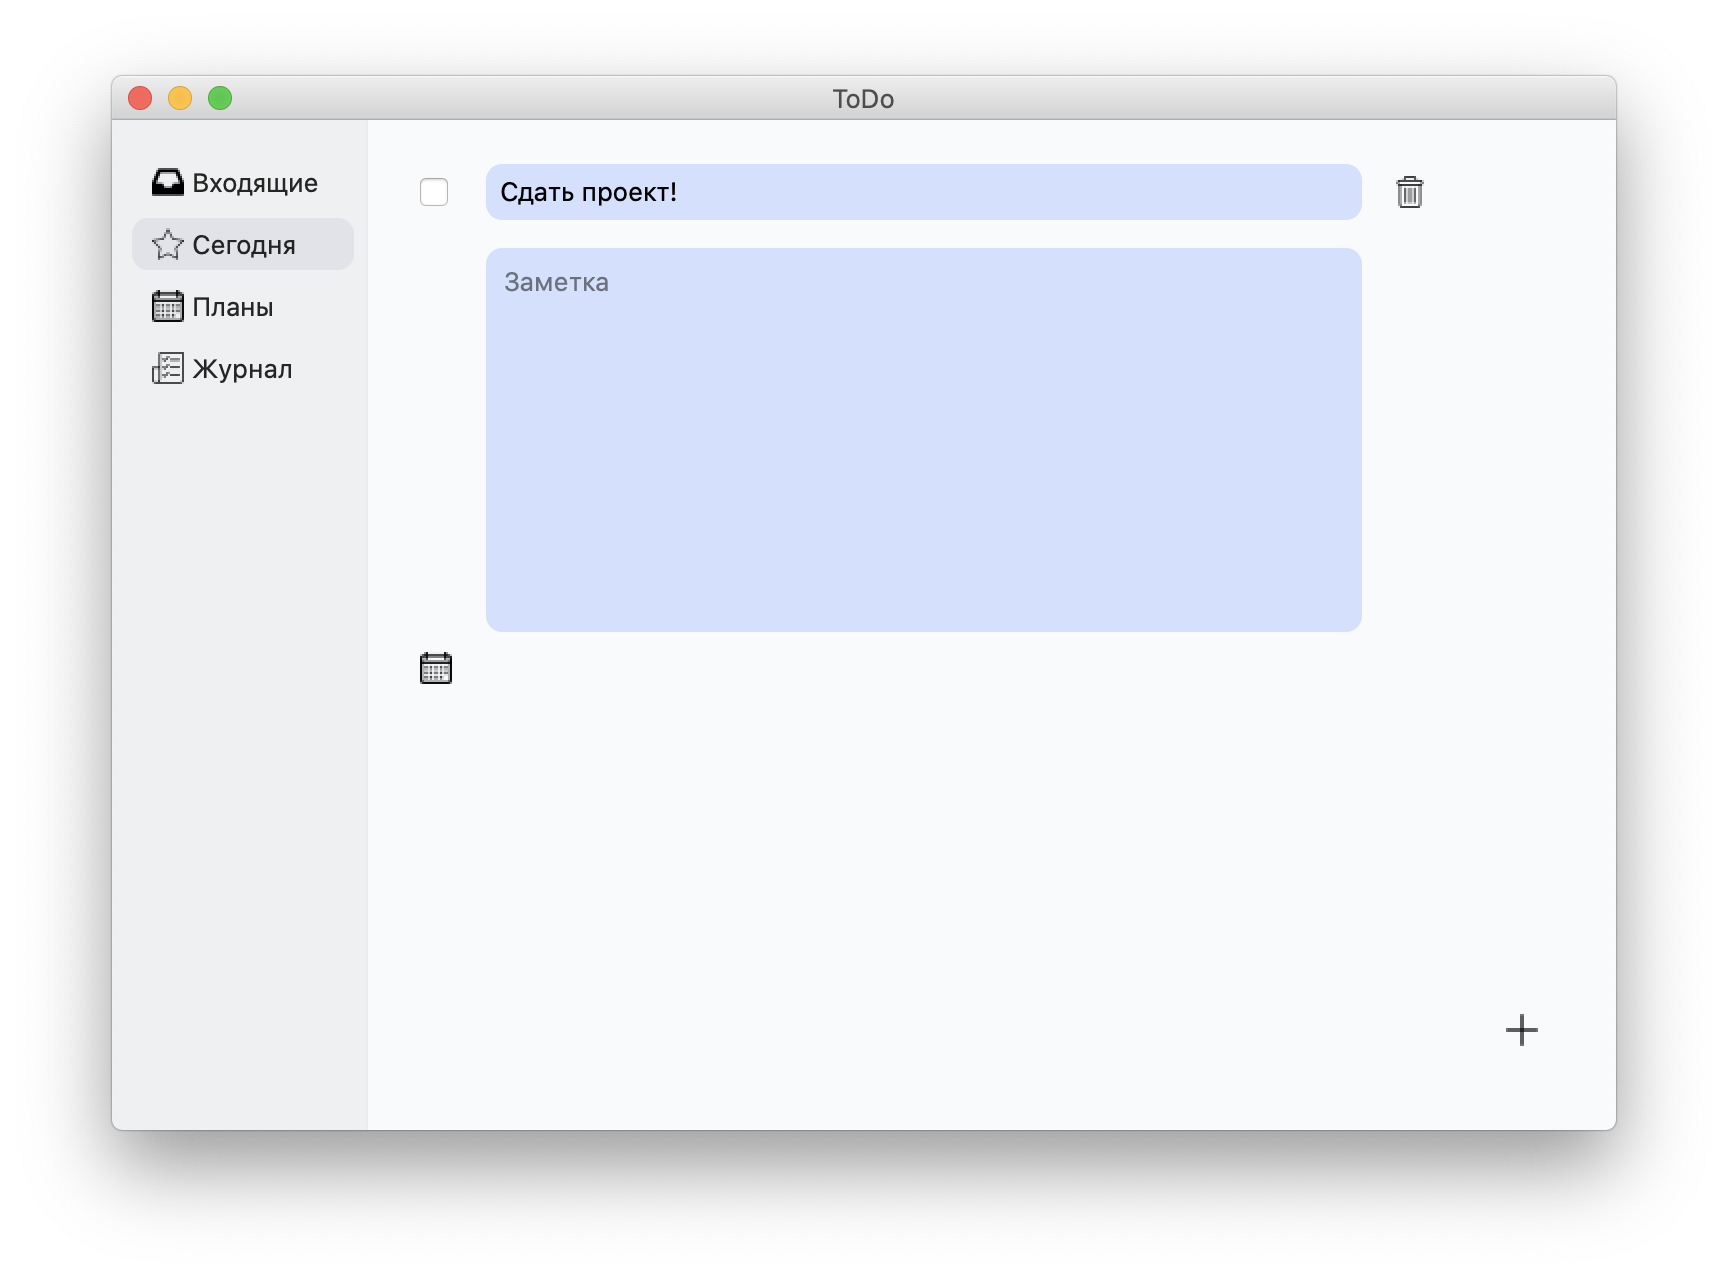 ToDo
Входящие
Сегодня
Планы
Журнал
Сдать проект!
Заметка